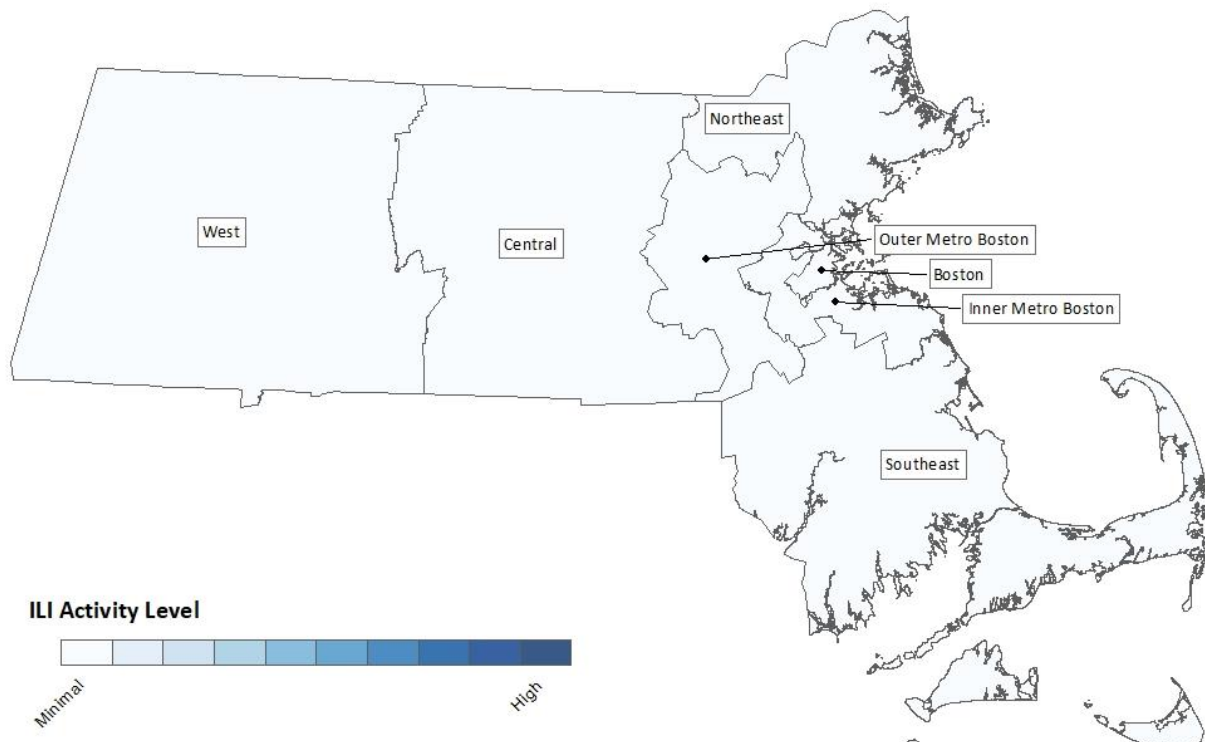 Northeast
West
Central
Outer Metro Boston
Boston
Inner Metro Boston
Southeast
ILI Activity Level
Minimal
High